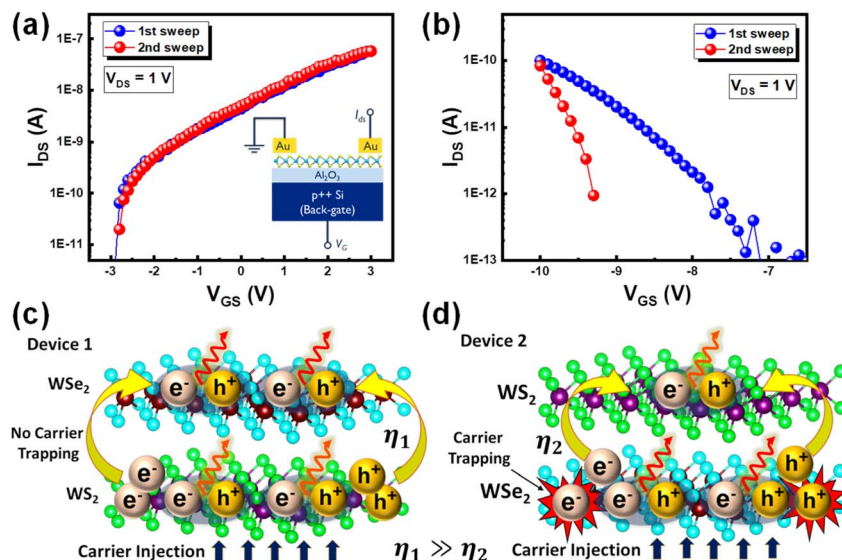 (a)
1st sweep
2nd sweep
V_DS = 1 V
I_DS (A)
1E-7
1E-8
1E-9
1E-10
1E-11
-3 -2 -1 0 1 2 3
V_GS (V)
I_ds
Au Au
Al₂O₃
p++ Si
(Back-gate)
V_G
(b)
1st sweep
2nd sweep
V_DS = 1 V
I_DS (A)
1E-10
1E-11
1E-12
1E-13
-10 -9 -8 -7
V_GS (V)
(c)
Device 1
WSe₂
e⁻ h⁺ e⁻ h⁺
No Carrier
Trapping
η₁
WS₂
e⁻ e⁻ h⁺ e⁻ h⁺ h⁺
Carrier Injection
η₁ ≫ η₂
(d)
Device 2
WS₂
e⁻ h⁺
η₂
Carrier
Trapping
WSe₂
e⁻ h⁺
e⁻ e⁻ h⁺ e⁻ h⁺ h⁺
Carrier Injection